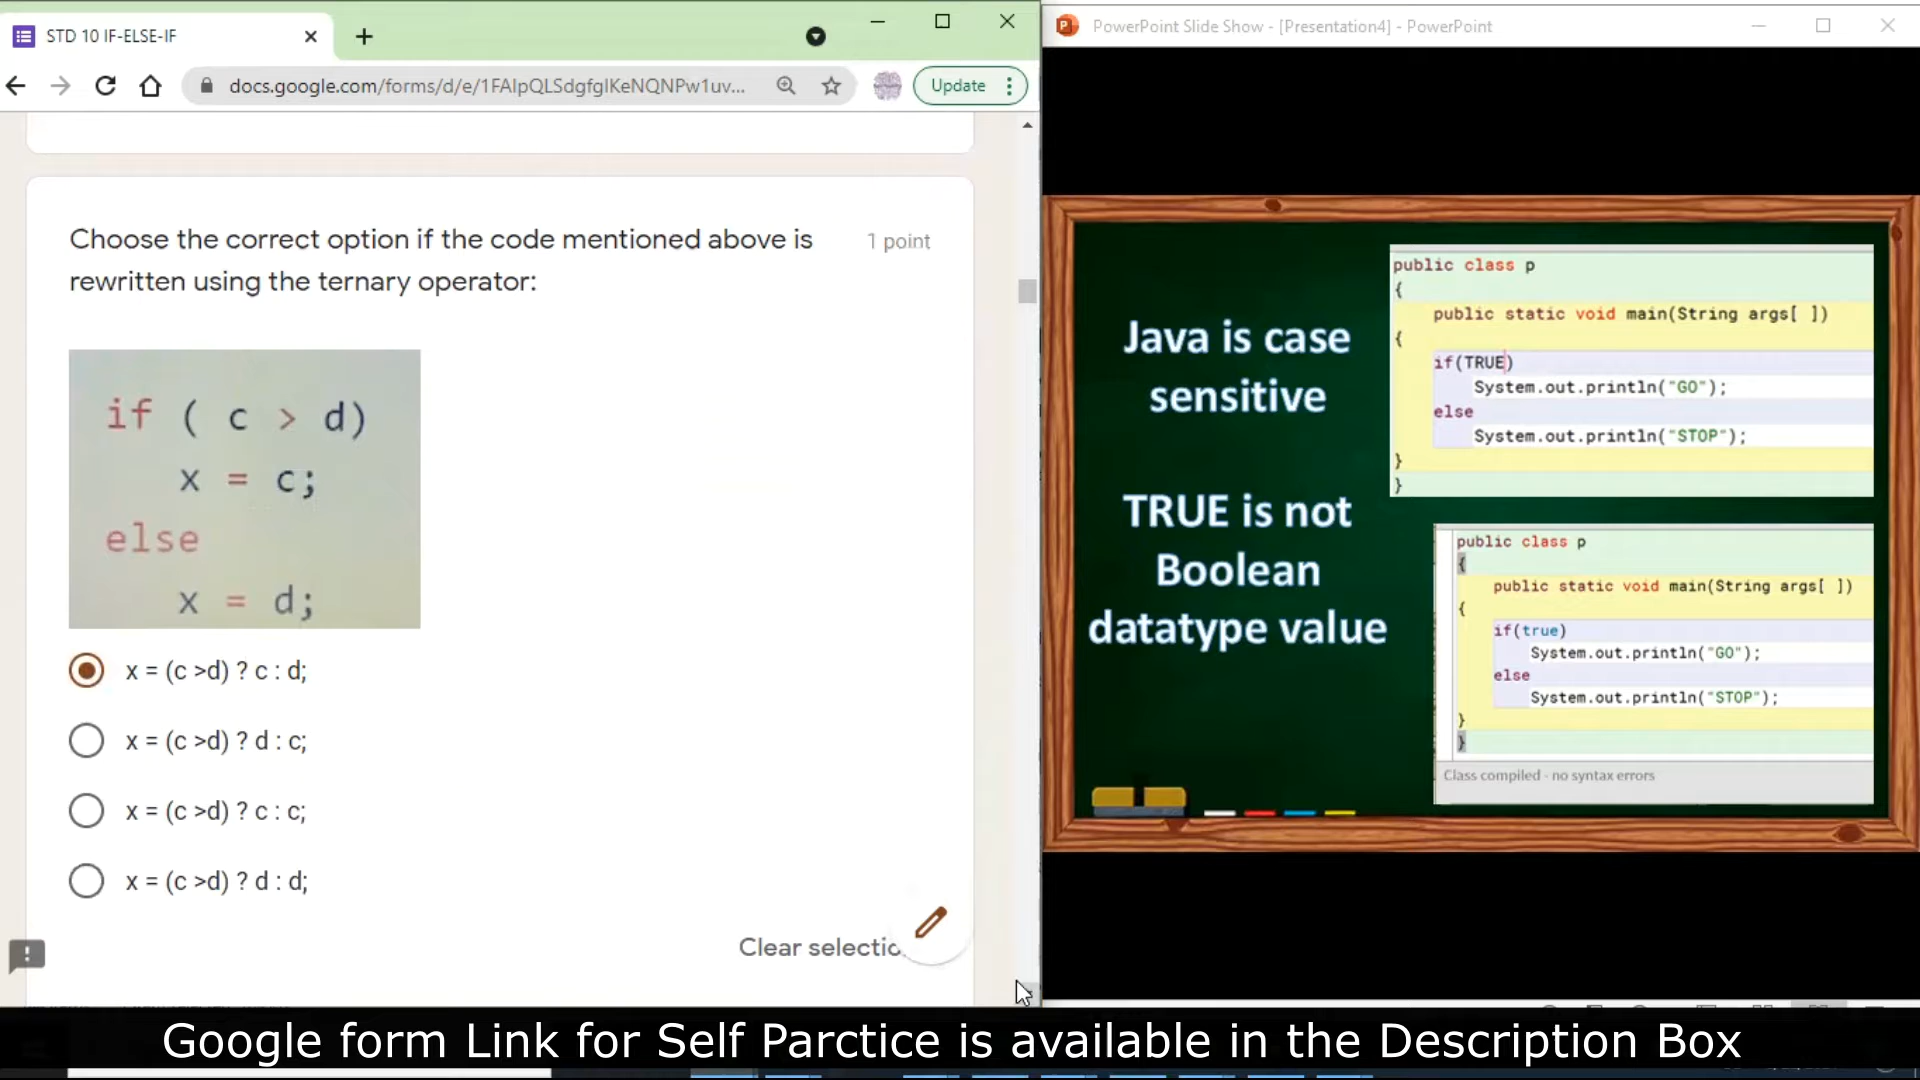 STD 10 IF-ELSE-IF
docs.google.com/forms/d/e/1FAIpQLSdgfglKeNQNPw1uv...
Update
Choose the correct option if the code mentioned above is
rewritten using the ternary operator:
1 point
if ( c > d)
x = c;
else
x = d;
x = (c >d) ? c : d;
x = (c >d) ? d : c;
x = (c >d) ? c : c;
x = (c >d) ? d : d;
Clear selectio
PowerPoint Slide Show - [Presentation4] - PowerPoint
Java is case
sensitive
TRUE is not
Boolean
datatype value
public class p
{
public static void main(String args[ ])
{
if(TRUE)
System.out.println("GO");
else
System.out.println("STOP");
}
}
public class p
{
public static void main(String args[ ])
{
if(true)
System.out.println("GO");
else
System.out.println("STOP");
}
}
Class compiled - no syntax errors
Google form Link for Self Parctice is available in the Description Box